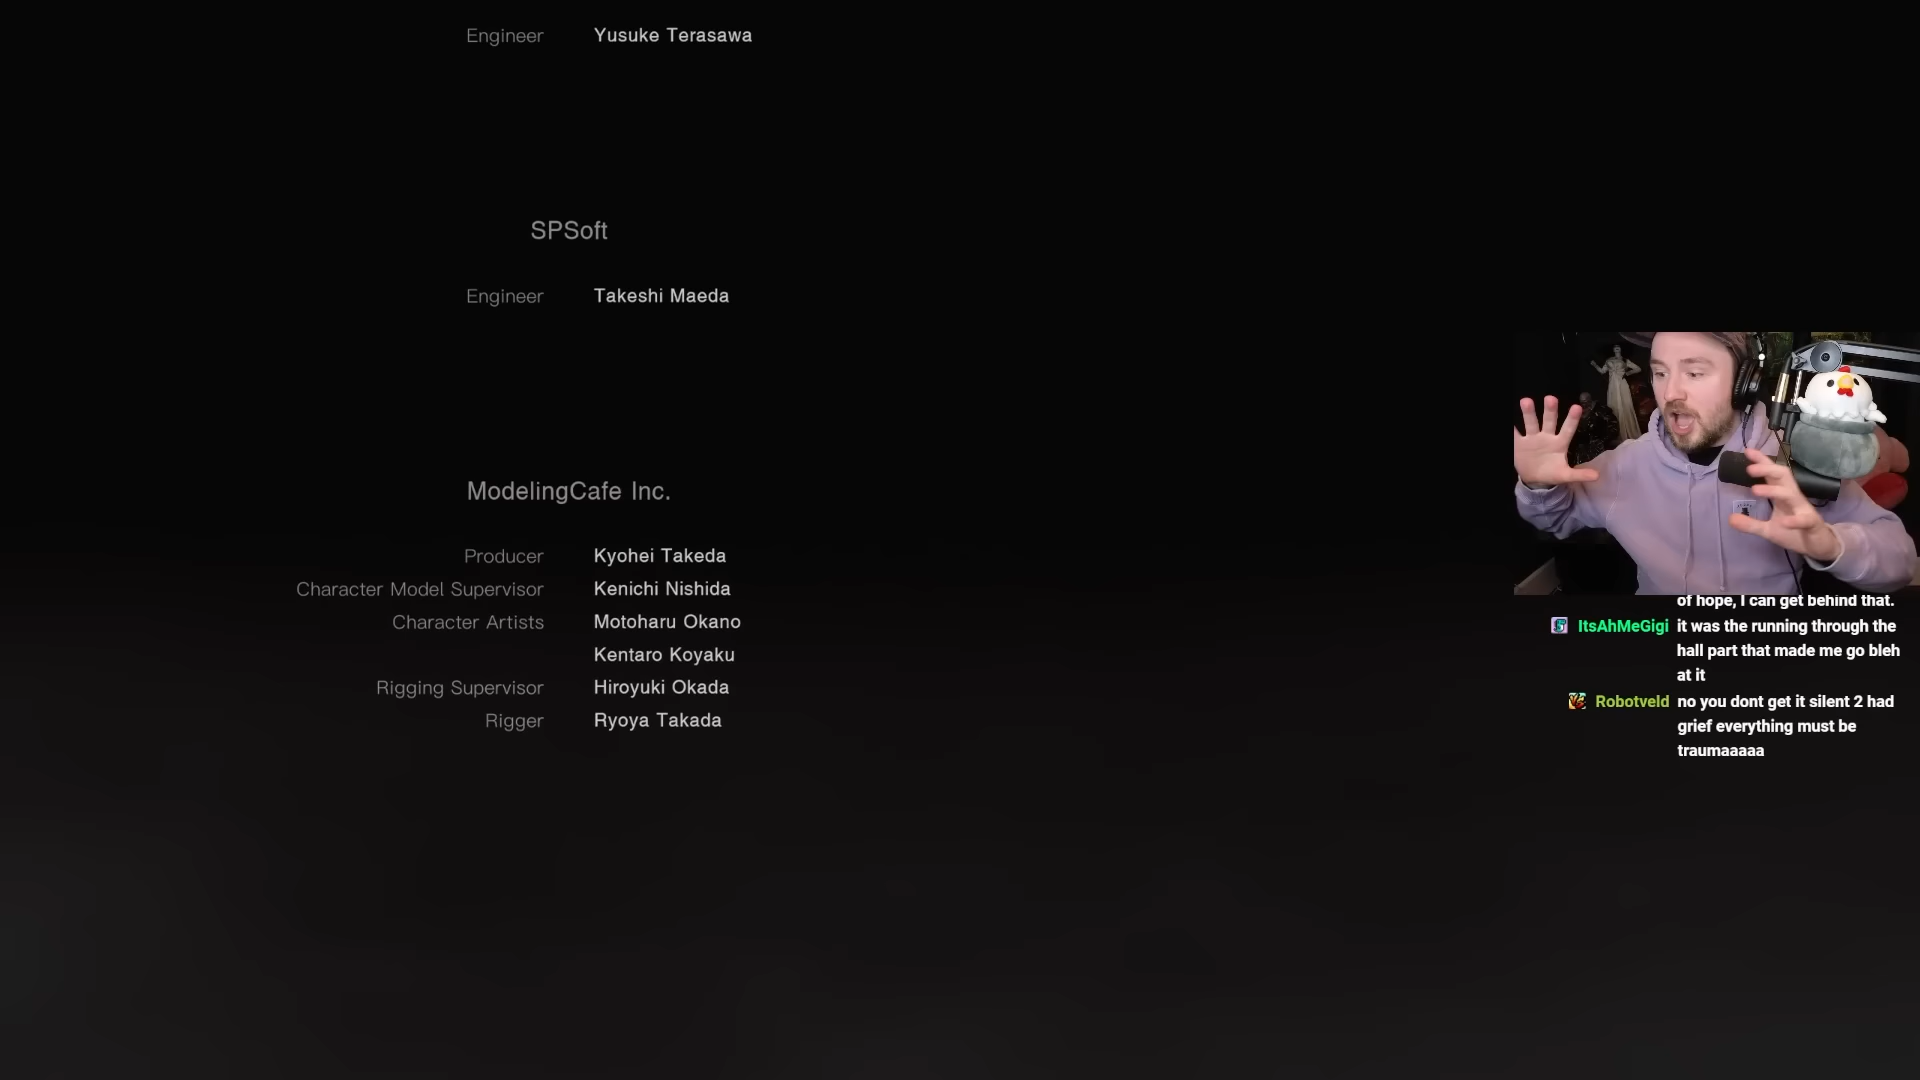 Engineer Yusuke Terasawa
SPSoft
Engineer Takeshi Maeda
ModelingCafe Inc.
Producer Kyohei Takeda
Character Model Supervisor Kenichi Nishida
Character Artists Motoharu Okano
Kentaro Koyaku
Rigging Supervisor Hiroyuki Okada
Rigger Ryoya Takada
of hope, I can get behind that.
ItsAhMeGigi it was the running through the
hall part that made me go bleh
at it
Robotveld no you dont get it silent 2 had
grief everything must be
traumaaaaa